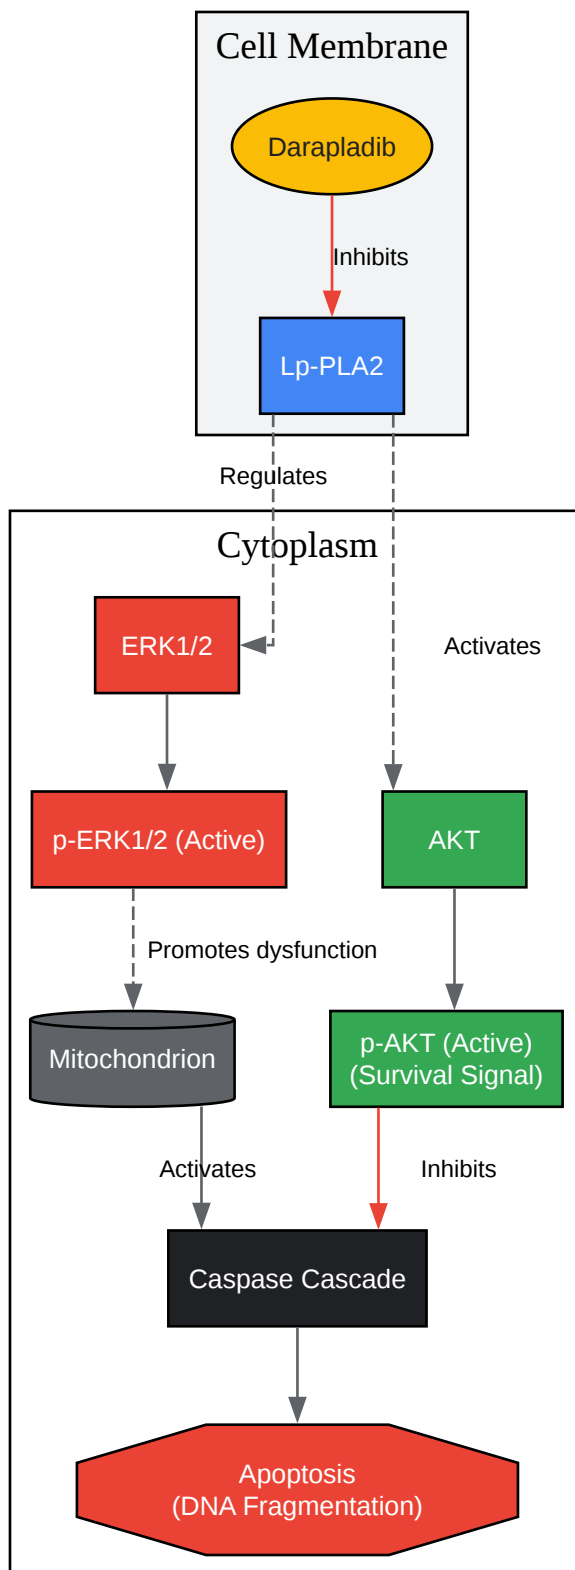 Cell Membrane
Darapladib
Inhibits
Lp-PLA2
Regulates
Cytoplasm
ERK1/2
Activates
p-ERK1/2 (Active)
AKT
Promotes dysfunction
Mitochondrion
p-AKT (Active)
(Survival Signal)
Activates
Inhibits
Caspase Cascade
Apoptosis
(DNA Fragmentation)